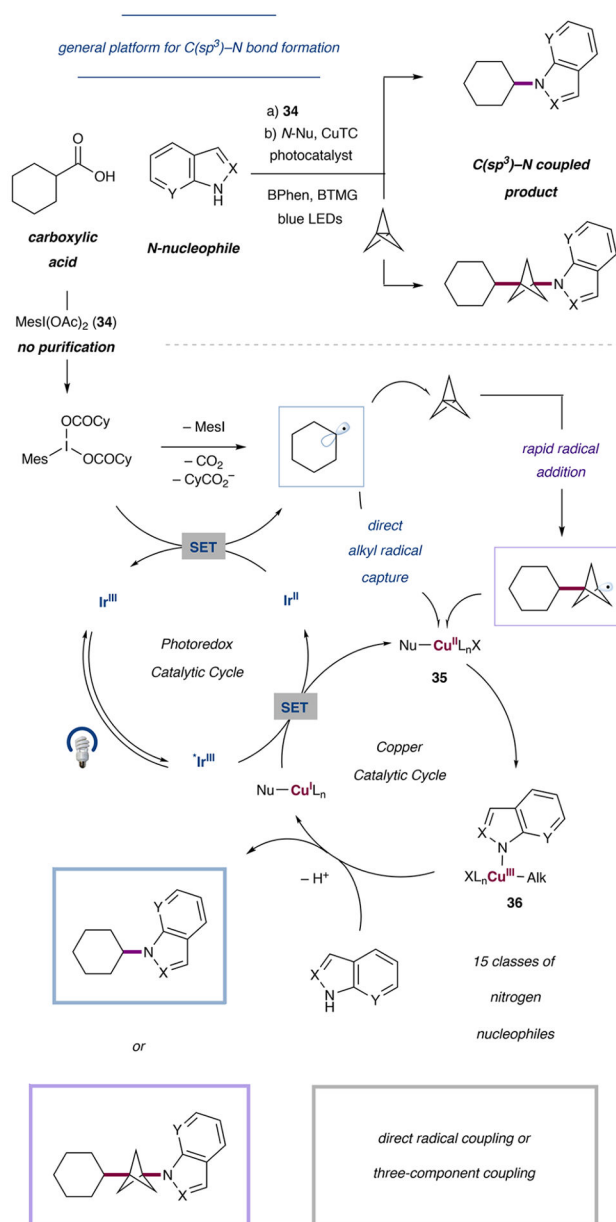 general platform for C(sp³)–N bond formation
O
OH
carboxylic
acid
Y
X
N
H
N-nucleophile
a) 34
b) N-Nu, CuTC
photocatalyst
BPhen, BTMG
blue LEDs
Y
N
X
C(sp³)–N coupled
product
Y
N
X
MesI(OAc)₂ (34)
no purification
OCOCy
I
Mes
OCOCy
– MesI
– CO₂
– CyCO₂⁻
rapid radical
addition
direct
alkyl radical
capture
SET
Irᴵᴵᴵ
Irᴵᴵ
Photoredox
Catalytic Cycle
Nu–CuᴵᴵLₙX
35
SET
*Irᴵᴵᴵ
Nu–CuᴵLₙ
Copper
Catalytic Cycle
X
N
Y
XLₙCuᴵᴵᴵ–Alk
36
– H⁺
Y
N
X
X
N
H
Y
15 classes of
nitrogen
nucleophiles
or
Y
N
X
direct radical coupling or
three-component coupling